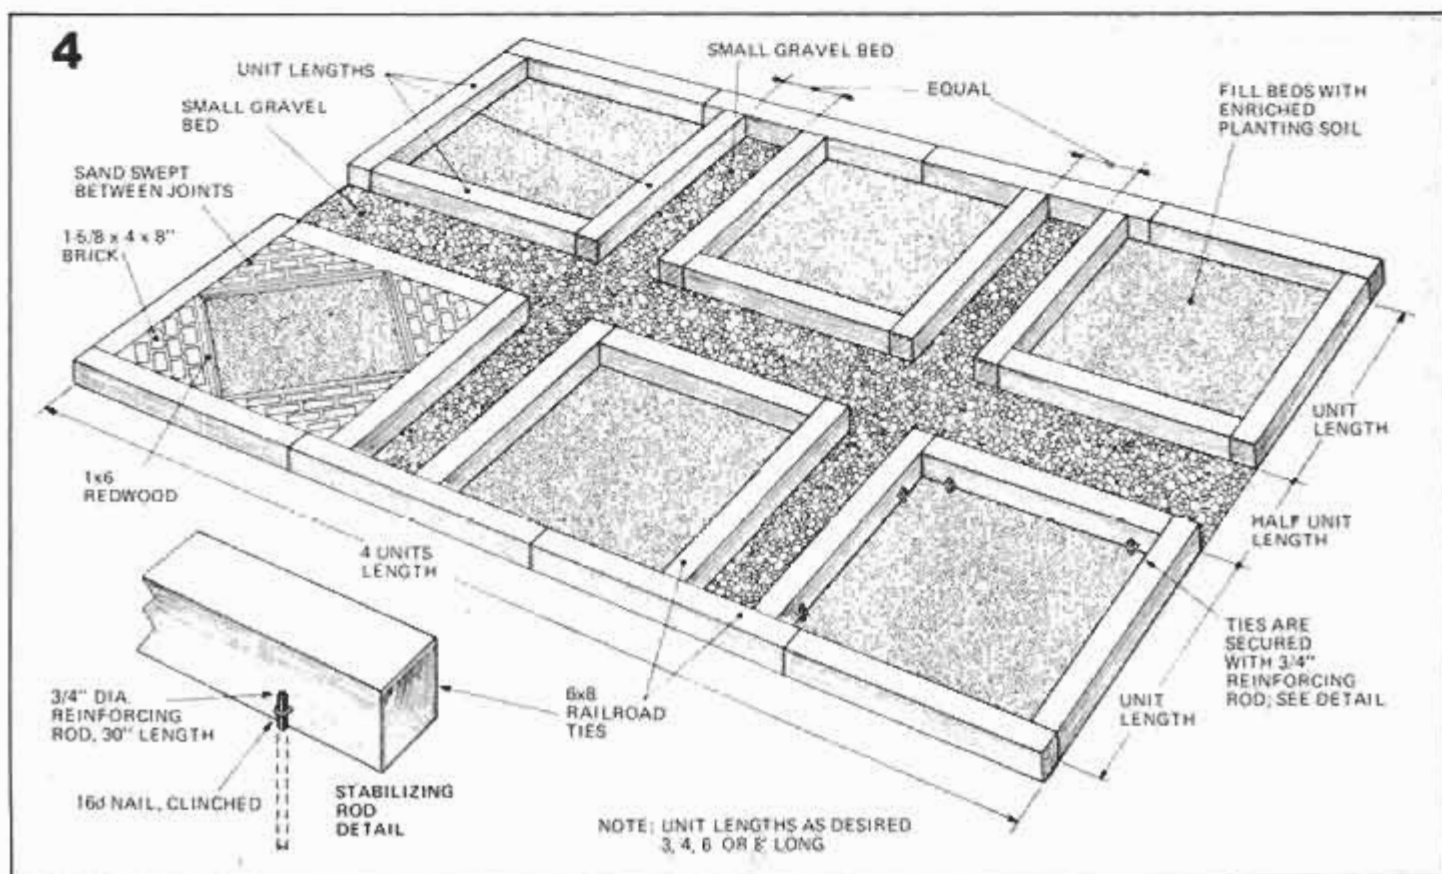 4
UNIT LENGTHS
SMALL GRAVEL BED
EQUAL
FILL BEDS WITH
ENRICHED
PLANTING SOIL
SMALL GRAVEL
BED
SAND SWEPT
BETWEEN JOINTS
1-5/8 x 4 x 8"
BRICK
1x6
REDWOOD
4 UNITS
LENGTH
UNIT
LENGTH
HALF UNIT
LENGTH
UNIT
LENGTH
TIES ARE
SECURED
WITH 3/4"
REINFORCING
ROD; SEE DETAIL
3/4" DIA.
REINFORCING
ROD, 30" LENGTH
16d NAIL, CLINCHED
STABILIZING
ROD
DETAIL
6x8
RAILROAD
TIES
NOTE: UNIT LENGTHS AS DESIRED
3, 4, 6 OR 8' LONG